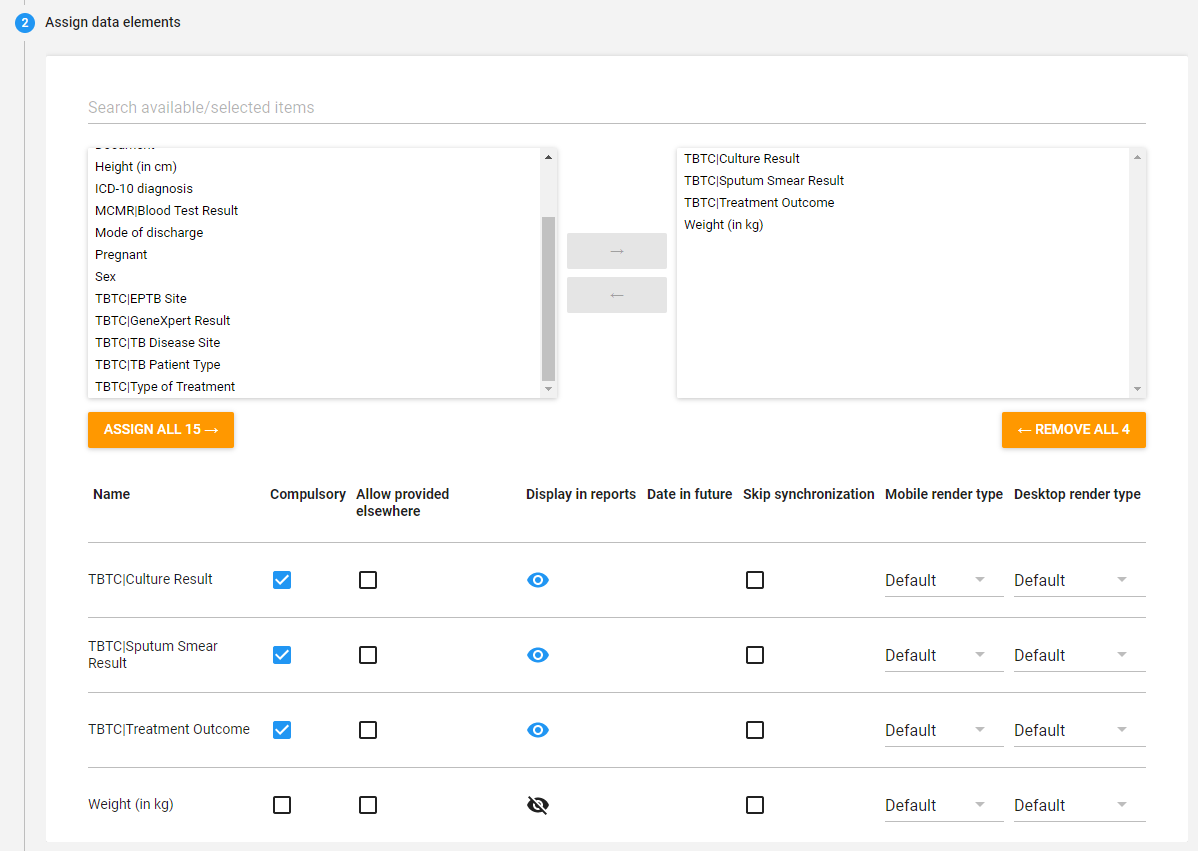 2 Assign data elements
Search available/selected items
Height (in cm)
ICD-10 diagnosis
MCMR|Blood Test Result
Mode of discharge
Pregnant
Sex
TBTC|EPTB Site
TBTC|GeneXpert Result
TBTC|TB Disease Site
TBTC|TB Patient Type
TBTC|Type of Treatment
→
←
TBTC|Culture Result
TBTC|Sputum Smear Result
TBTC|Treatment Outcome
Weight (in kg)
ASSIGN ALL 15 →
← REMOVE ALL 4
Name Compulsory Allow provided Display in reports Date in future Skip synchronization Mobile render type Desktop render type
elsewhere
TBTC|Culture Result Default Default
TBTC|Sputum Smear
Result Default Default
TBTC|Treatment Outcome Default Default
Weight (in kg) Default Default